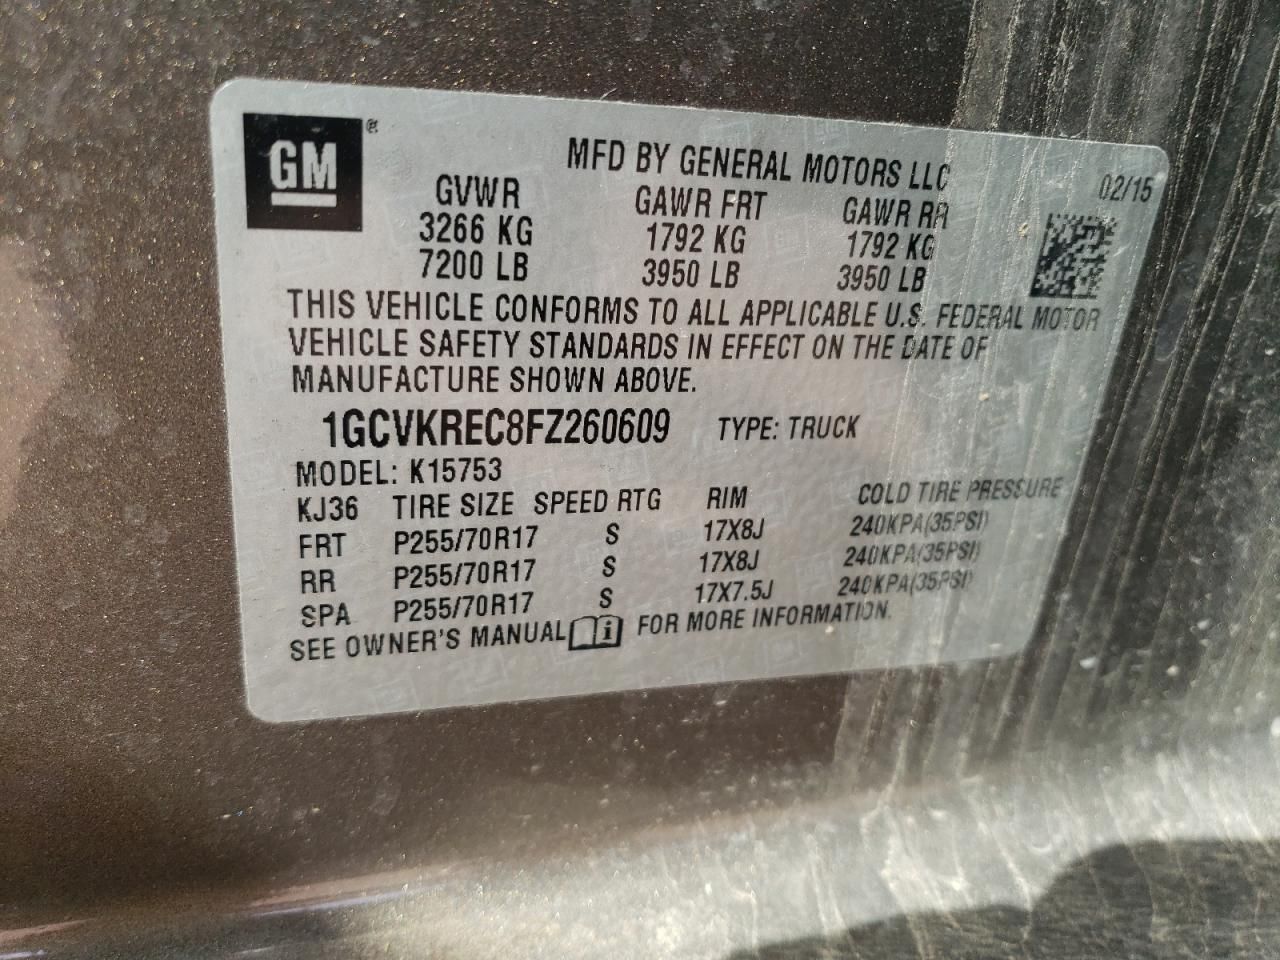 GM ®
MFD BY GENERAL MOTORS LLC
02/15
GVWR GAWR FRT GAWR RR
3266 KG 1792 KG 1792 KG
7200 LB 3950 LB 3950 LB
THIS VEHICLE CONFORMS TO ALL APPLICABLE U.S. FEDERAL MOTOR
VEHICLE SAFETY STANDARDS IN EFFECT ON THE DATE OF
MANUFACTURE SHOWN ABOVE.
1GCVKREC8FZ260609 TYPE: TRUCK
MODEL: K15753
KJ36 TIRE SIZE SPEED RTG RIM COLD TIRE PRESSURE
FRT P255/70R17 S 17X8J 240KPA(35PSI)
RR P255/70R17 S 17X8J 240KPA(35PSI)
SPA P255/70R17 S 17X7.5J 240KPA(35PSI)
SEE OWNER'S MANUAL i FOR MORE INFORMATION.